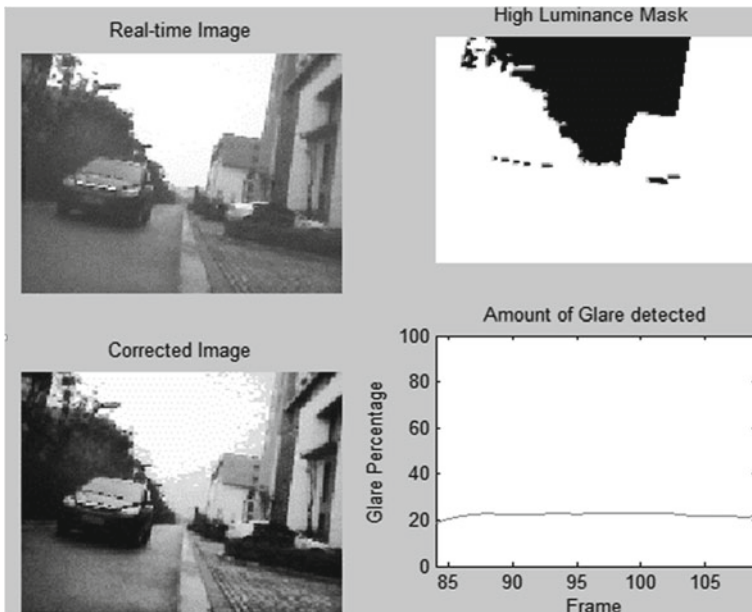 Real-time Image
High Luminance Mask
Corrected Image
Amount of Glare detected
Glare Percentage
100
80
60
40
20
0
85 90 95 100 105
Frame